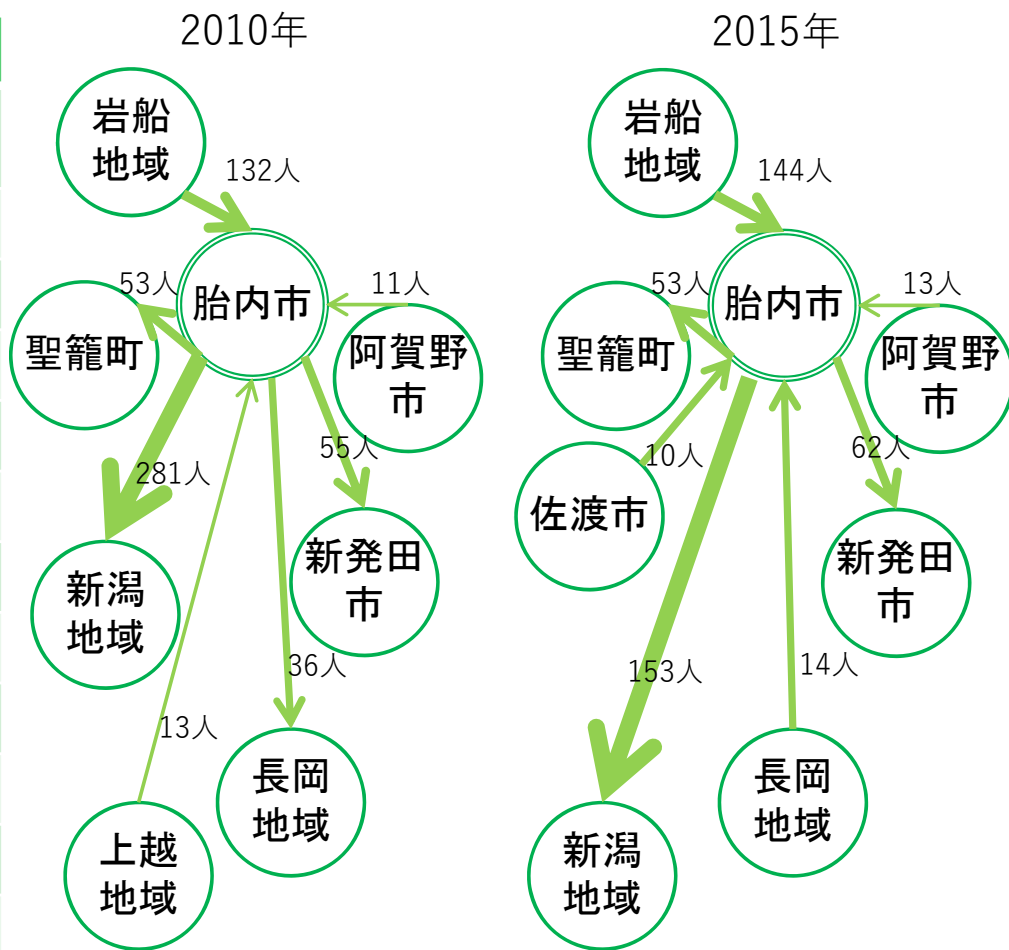 2010年
岩船
地域
132人
胎内市
53人
11人
聖籠町
阿賀野
市
55人
281人
新発田
市
新潟
地域
36人
13人
長岡
地域
上越
地域
2015年
岩船
地域
144人
胎内市
53人
13人
聖籠町
阿賀野
市
62人
10人
佐渡市
新発田
市
153人
14人
長岡
地域
新潟
地域